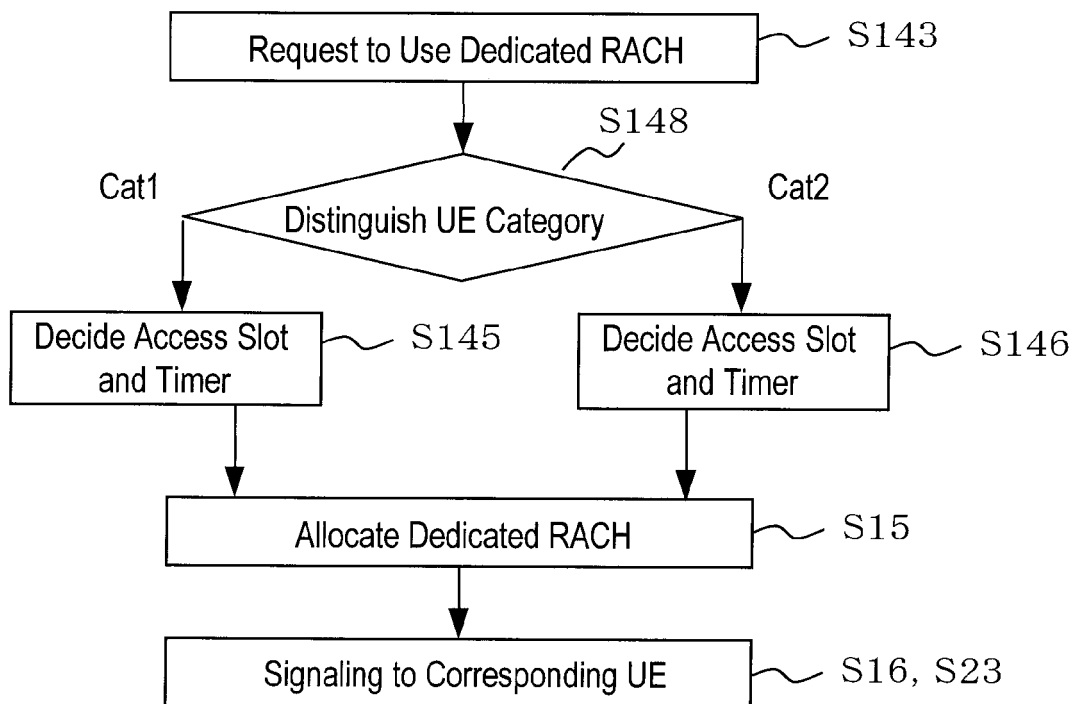 Request to Use Dedicated RACH
S143
S148
Cat1
Distinguish UE Category
Cat2
Decide Access Slot
and Timer
S145
Decide Access Slot
and Timer
S146
Allocate Dedicated RACH
S15
Signaling to Corresponding UE
S16, S23